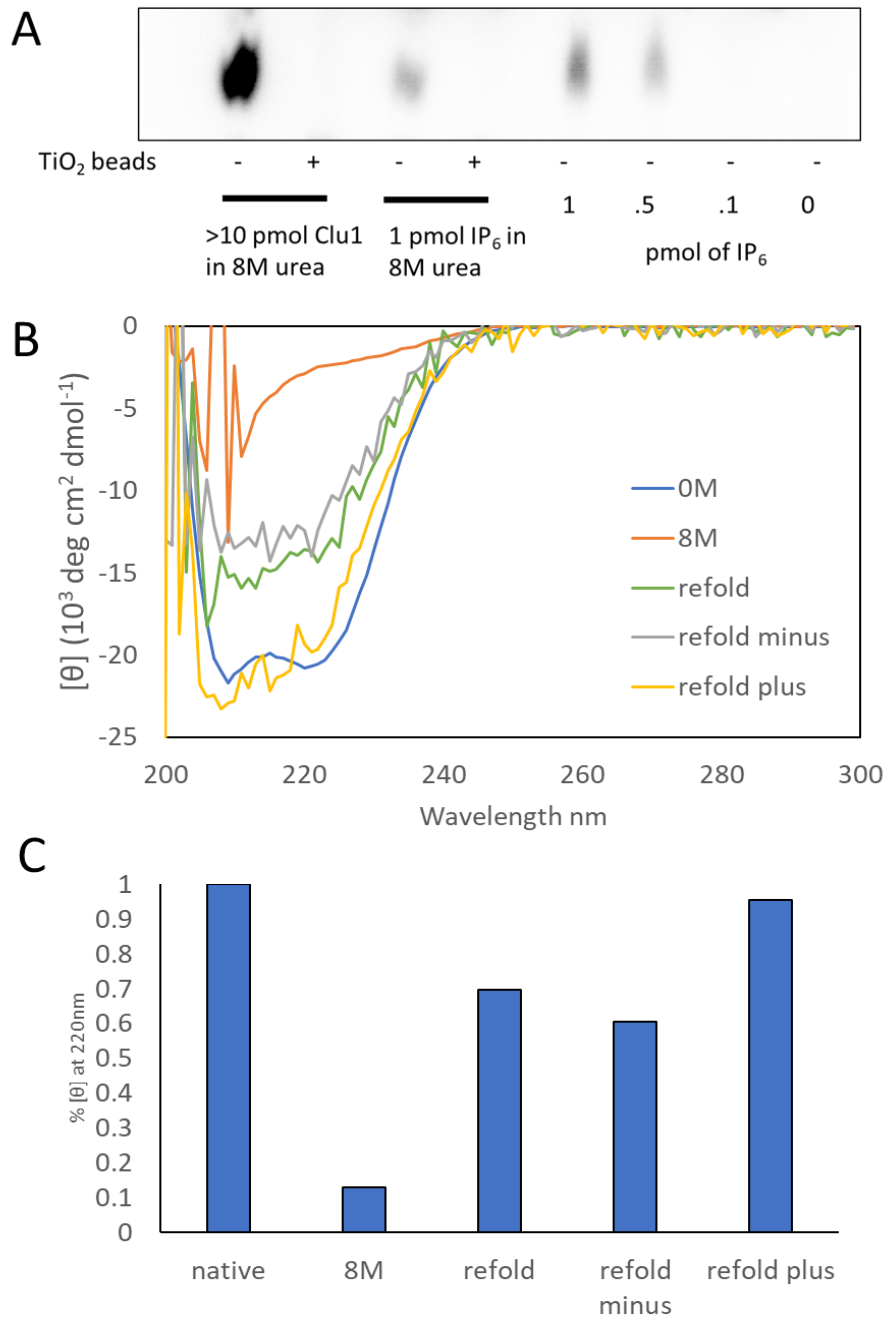 A
TiO2 beads - + - + - - - -
>10 pmol Clu1
in 8M urea
1 pmol IP6 in
8M urea
1 .5 .1 0
pmol of IP6
B
[θ] (10³ deg cm² dmol⁻¹)
0
-5
-10
-15
-20
-25
0M
8M
refold
refold minus
refold plus
200 220 240 260 280 300
Wavelength nm
C
% [θ] at 220nm
1
0.9
0.8
0.7
0.6
0.5
0.4
0.3
0.2
0.1
0
native 8M refold refold minus refold plus